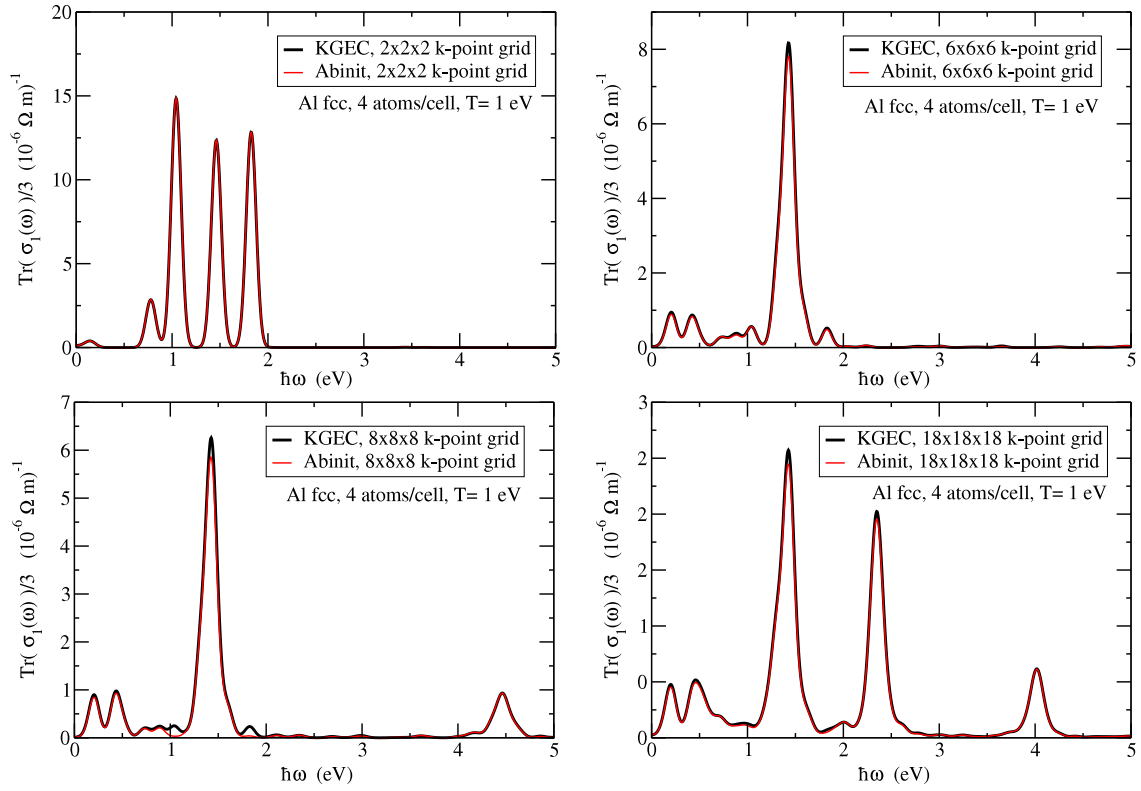 20
15
10
5
0
0 1 2 3 4 5
Tr( σ₁(ω) )/3 (10⁻⁶ Ω m)⁻¹
ħω (eV)
KGEC, 2x2x2 k-point grid
Abinit, 2x2x2 k-point grid
Al fcc, 4 atoms/cell, T= 1 eV
8
6
4
2
0
0 1 2 3 4 5
Tr( σ₁(ω) )/3 (10⁻⁶ Ω m)⁻¹
ħω (eV)
KGEC, 6x6x6 k-point grid
Abinit, 6x6x6 k-point grid
Al fcc, 4 atoms/cell, T= 1 eV
7
6
5
4
3
2
1
0
0 1 2 3 4 5
Tr( σ₁(ω) )/3 (10⁻⁶ Ω m)⁻¹
ħω (eV)
KGEC, 8x8x8 k-point grid
Abinit, 8x8x8 k-point grid
Al fcc, 4 atoms/cell, T= 1 eV
3
2
2
1
1
0
0
0 1 2 3 4 5
Tr( σ₁(ω) )/3 (10⁻⁶ Ω m)⁻¹
ħω (eV)
KGEC, 18x18x18 k-point grid
Abinit, 18x18x18 k-point grid
Al fcc, 4 atoms/cell, T= 1 eV